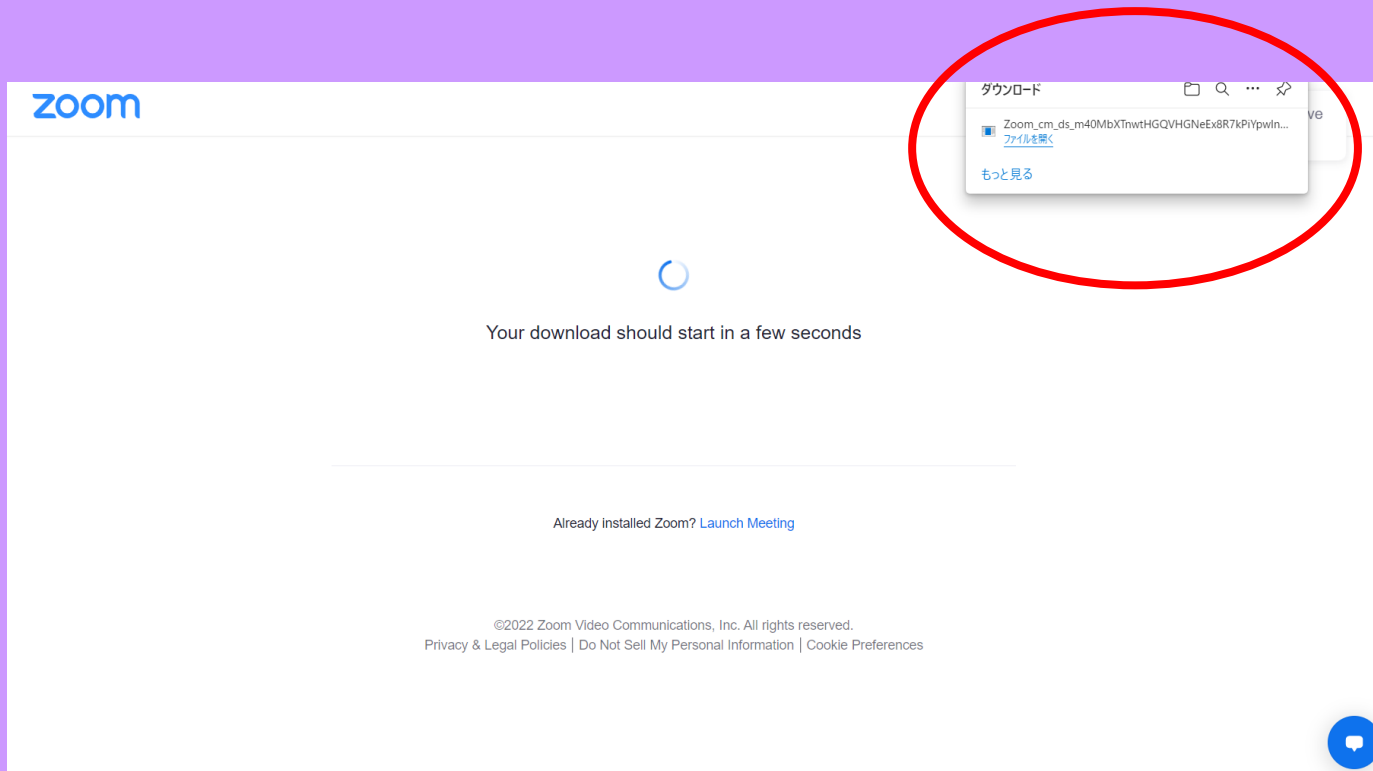 zoom
ダウンロード
ve
Zoom_cm_ds_m40MbXTnwtHGQVHGNeEx8R7kPiYpwIn...
ファイルを開く
もっと見る
Your download should start in a few seconds
Already installed Zoom? Launch Meeting
©2022 Zoom Video Communications, Inc. All rights reserved.
Privacy & Legal Policies | Do Not Sell My Personal Information | Cookie Preferences